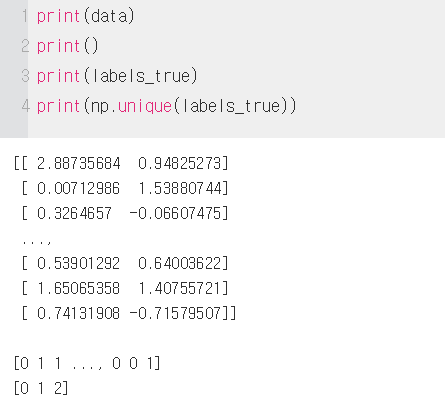 1 print(data)
2 print()
3 print(labels_true)
4 print(np.unique(labels_true))
[[ 2.88735684  0.94825273]
 [ 0.00712986  1.53880744]
 [ 0.3264657  -0.06607475]
 ...,
 [ 0.53901292  0.64003622]
 [ 1.65065358  1.40755721]
 [ 0.74131908 -0.71579507]]
[0 1 1 ..., 0 0 1]
[0 1 2]